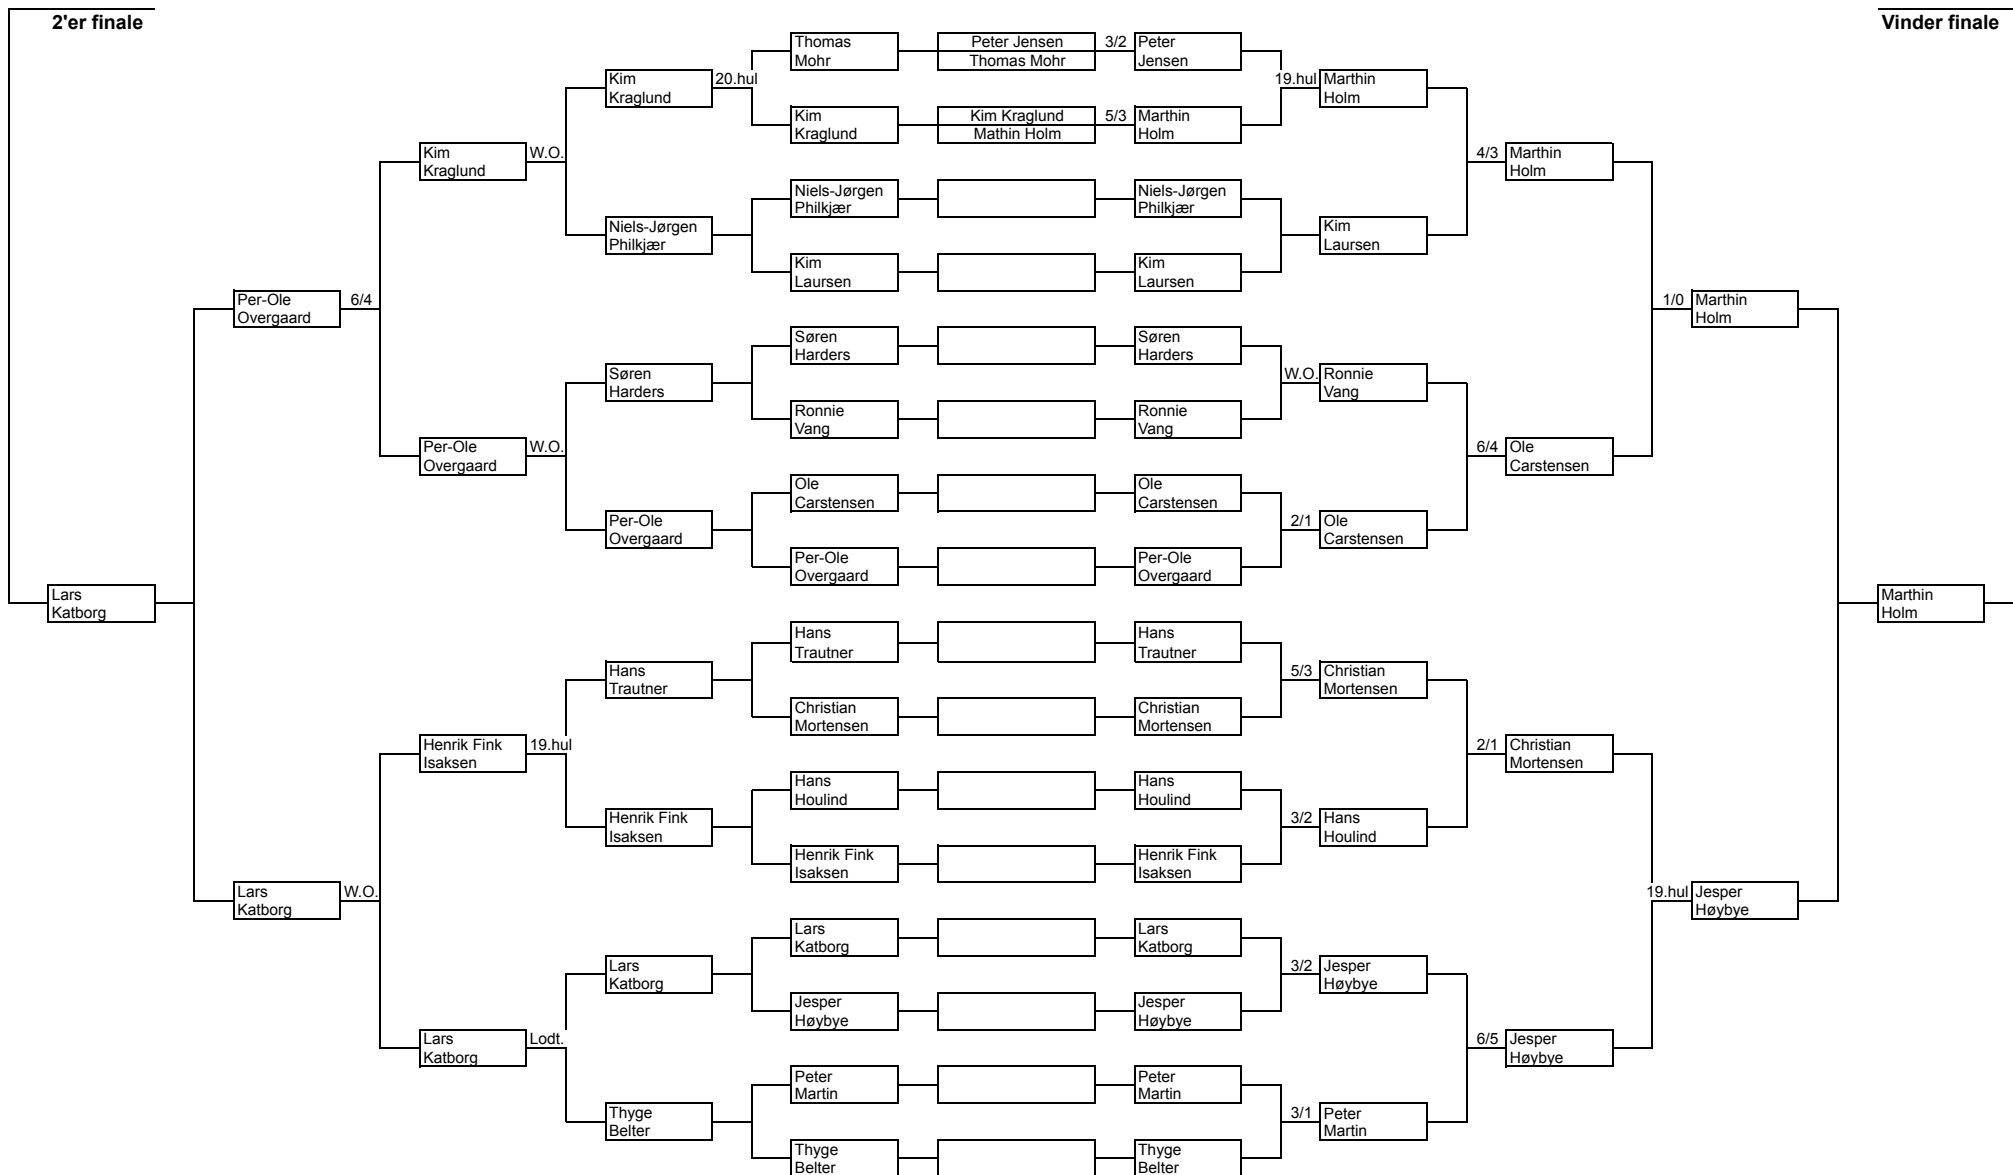 2'er finale
Vinder finale
Thomas
Mohr
Peter Jensen
Thomas Mohr
3/2
Peter
Jensen
Kim
Kraglund
20.hul
19.hul
Marthin
Holm
Kim
Kraglund
Kim Kraglund
Mathin Holm
5/3
Marthin
Holm
Kim
Kraglund
W.O.
4/3
Marthin
Holm
Niels-Jørgen
Philkjær
Niels-Jørgen
Philkjær
Niels-Jørgen
Philkjær
Kim
Laursen
Kim
Laursen
Kim
Laursen
Per-Ole
Overgaard
6/4
1/0
Marthin
Holm
Søren
Harders
Søren
Harders
Søren
Harders
W.O.
Ronnie
Vang
Ronnie
Vang
Ronnie
Vang
Per-Ole
Overgaard
W.O.
6/4
Ole
Carstensen
Ole
Carstensen
Ole
Carstensen
Per-Ole
Overgaard
2/1
Ole
Carstensen
Per-Ole
Overgaard
Per-Ole
Overgaard
Lars
Katborg
Marthin
Holm
Hans
Trautner
Hans
Trautner
Hans
Trautner
5/3
Christian
Mortensen
Christian
Mortensen
Christian
Mortensen
Henrik Fink
Isaksen
19.hul
2/1
Christian
Mortensen
Hans
Houlind
Hans
Houlind
Henrik Fink
Isaksen
3/2
Hans
Houlind
Henrik Fink
Isaksen
Henrik Fink
Isaksen
Lars
Katborg
W.O.
19.hul
Jesper
Høybye
Lars
Katborg
Lars
Katborg
Lars
Katborg
3/2
Jesper
Høybye
Jesper
Høybye
Jesper
Høybye
Lars
Katborg
Lodt.
6/5
Jesper
Høybye
Peter
Martin
Peter
Martin
Thyge
Belter
3/1
Peter
Martin
Thyge
Belter
Thyge
Belter